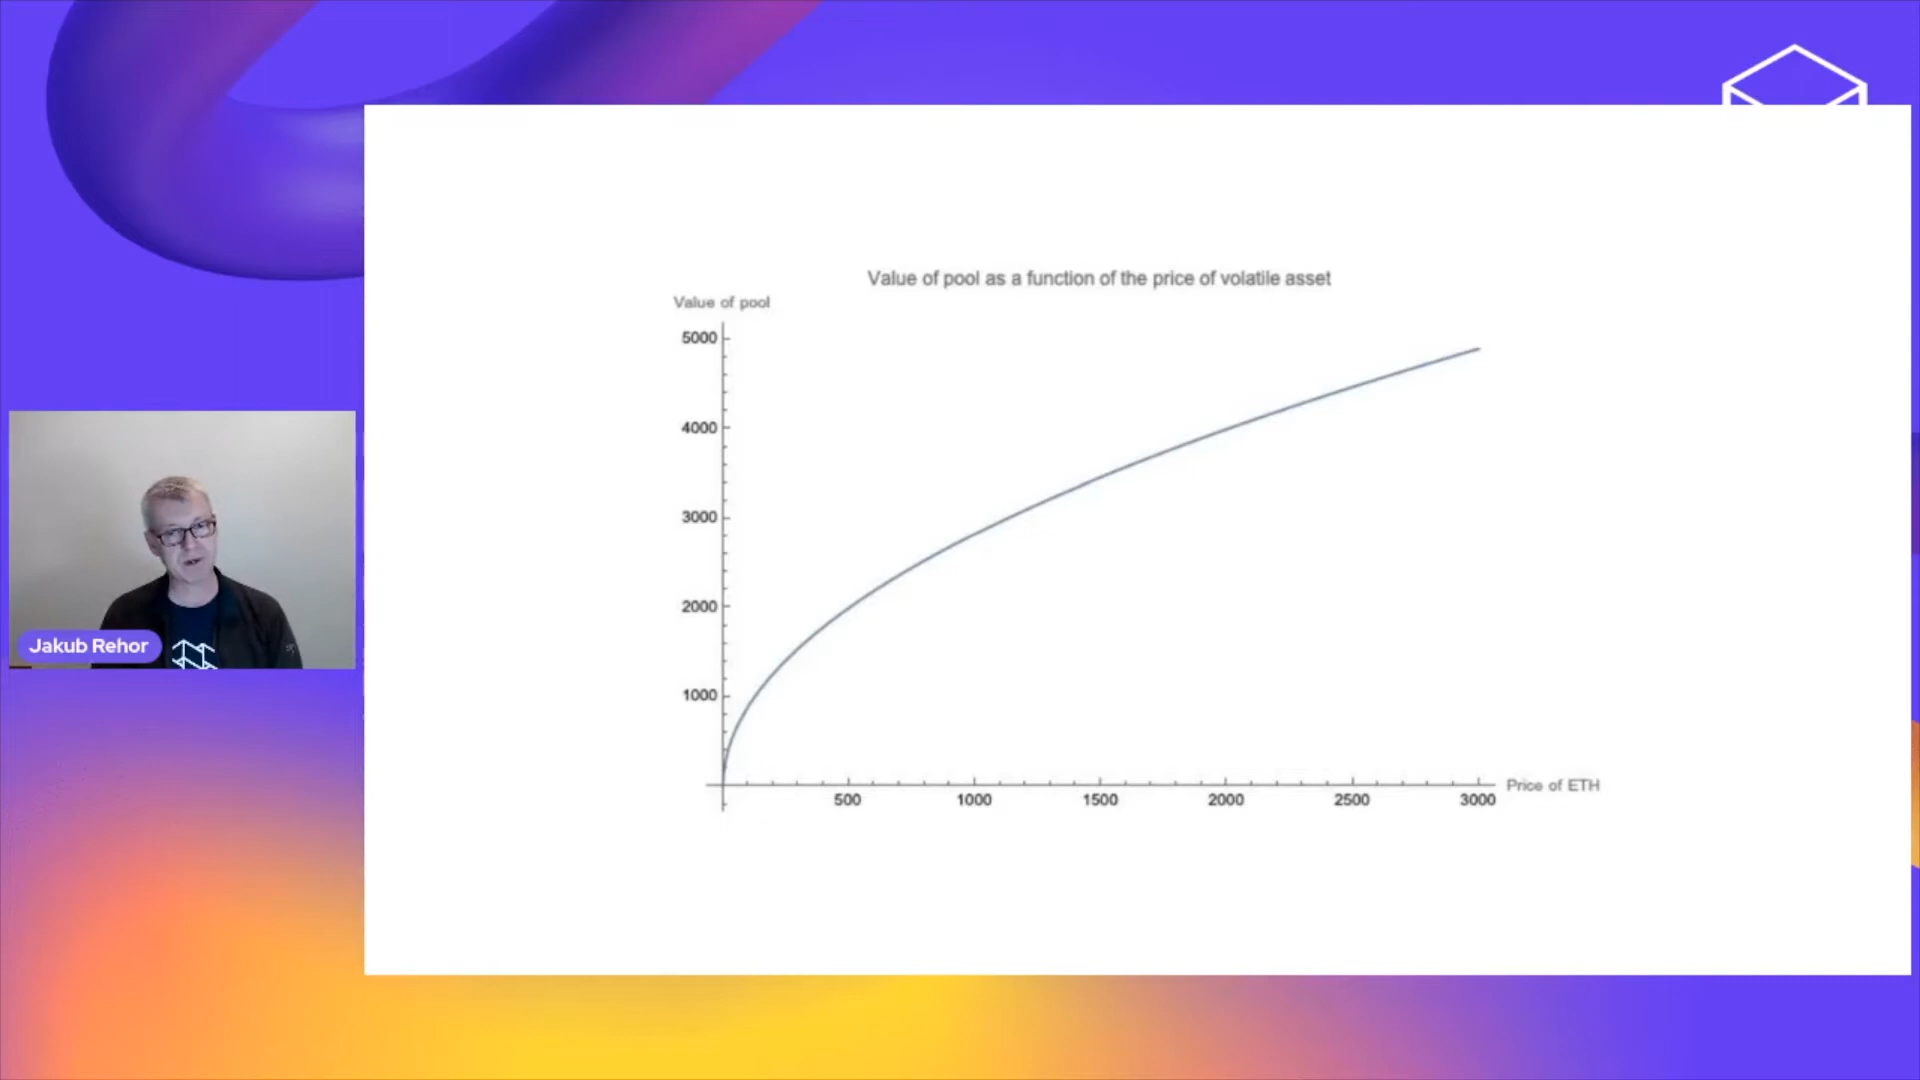 Value of pool as a function of the price of volatile asset
Value of pool
5000
4000
3000
2000
1000
500 1000 1500 2000 2500 3000
Price of ETH
Jakub Rehor